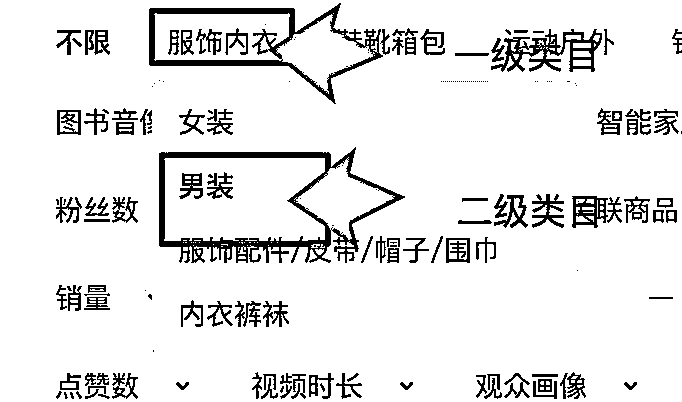 不限 服饰内衣 鞋靴箱包 运动户外 一级类目
图书音像 女装 智能家
男装
粉丝数 二级类目 关联商品
服饰配件/皮带/帽子/围巾
销量
内衣裤袜
点赞数 视频时长 观众画像